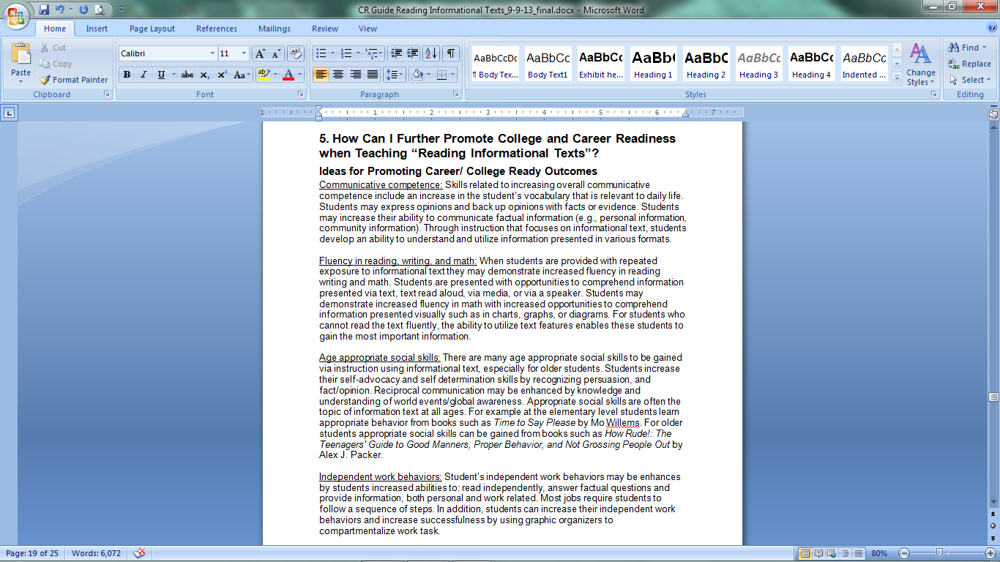 CR Guide Reading Informational Texts_9-9-13_final.docx - Microsoft Word
Home Insert Page Layout References Mailings Review View
Paste
Cut
Copy
Format Painter
Clipboard
Calibri 11
B I U abc x₂ x² Aa
Font
Paragraph
AaBbCcDc AaBbCc AaBbCc AaBb( AaBbC AaBbCc AaBbCc AaBbCc
¶ Body Tex... Body Text1 Exhibit he... Heading 1 Heading 2 Heading 3 Heading 4 Indented ...
Change Styles
Styles
Find
Replace
Select
Editing
1 1 2 3 4 5 6 7
5. How Can I Further Promote College and Career Readiness
when Teaching “Reading Informational Texts”?
Ideas for Promoting Career/ College Ready Outcomes
Communicative competence: Skills related to increasing overall communicative
competence include an increase in the student’s vocabulary that is relevant to daily life.
Students may express opinions and back up opinions with facts or evidence. Students
may increase their ability to communicate factual information (e.g., personal information,
community information). Through instruction that focuses on informational text, students
develop an ability to understand and utilize information presented in various formats.
Fluency in reading, writing, and math: When students are provided with repeated
exposure to informational text they may demonstrate increased fluency in reading
writing and math. Students are presented with opportunities to comprehend information
presented via text, text read aloud, via media, or via a speaker. Students may
demonstrate increased fluency in math with increased opportunities to comprehend
information presented visually such as in charts, graphs, or diagrams. For students who
cannot read the text fluently, the ability to utilize text features enables these students to
gain the most important information.
Age appropriate social skills: There are many age appropriate social skills to be gained
via instruction using informational text, especially for older students. Students increase
their self-advocacy and self determination skills by recognizing persuasion, and
fact/opinion. Reciprocal communication may be enhanced by knowledge and
understanding of world events/global awareness. Appropriate social skills are often the
topic of information text at all ages. For example at the elementary level students learn
appropriate behavior from books such as Time to Say Please by Mo Willems. For older
students appropriate social skills can be gained from books such as How Rude!: The
Teenagers' Guide to Good Manners, Proper Behavior, and Not Grossing People Out by
Alex J. Packer.
Independent work behaviors: Student’s independent work behaviors may be enhances
by students increased abilities to: read independently, answer factual questions and
provide information, both personal and work related. Most jobs require students to
follow a sequence of steps. In addition, students can increase their independent work
behaviors and increase successfulness by using graphic organizers to
compartmentalize work task.
Page: 19 of 25 Words: 6,072 80%